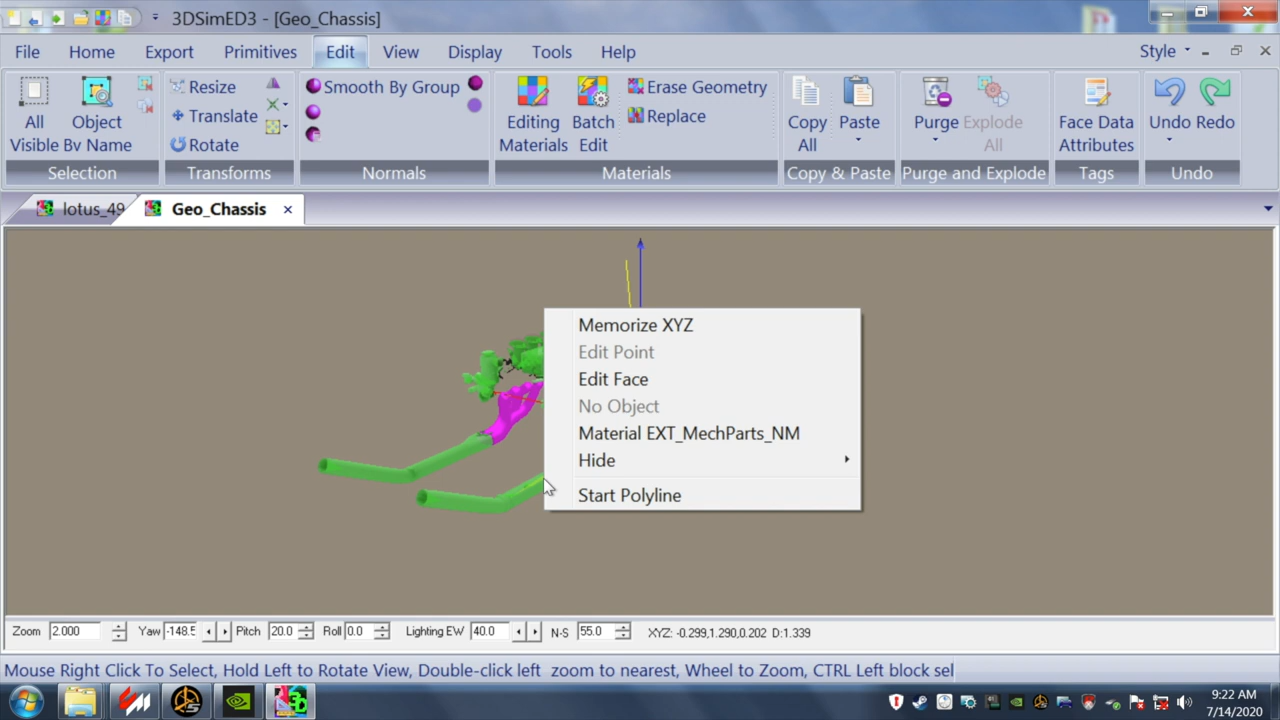 3DSimED3 - [Geo_Chassis]
File Home Export Primitives Edit View Display Tools Help Style
All Visible
Object By Name
Selection
Resize
Translate
Rotate
Transforms
Smooth By Group
Normals
Editing Materials
Batch Edit
Erase Geometry
Replace
Materials
Copy All
Paste
Copy & Paste
Purge
Explode All
Purge and Explode
Face Data Attributes
Tags
Undo Redo
Undo
lotus_49
Geo_Chassis
Memorize XYZ
Edit Point
Edit Face
No Object
Material EXT_MechParts_NM
Hide
Start Polyline
Zoom 2.000 Yaw -148.5 Pitch 20.0 Roll 0.0 Lighting EW 40.0 N-S 55.0 XYZ: -0.299,1.290,0.202 D:1.339
Mouse Right Click To Select, Hold Left to Rotate View, Double-click left zoom to nearest, Wheel to Zoom, CTRL Left block sel
9:22 AM
7/14/2020